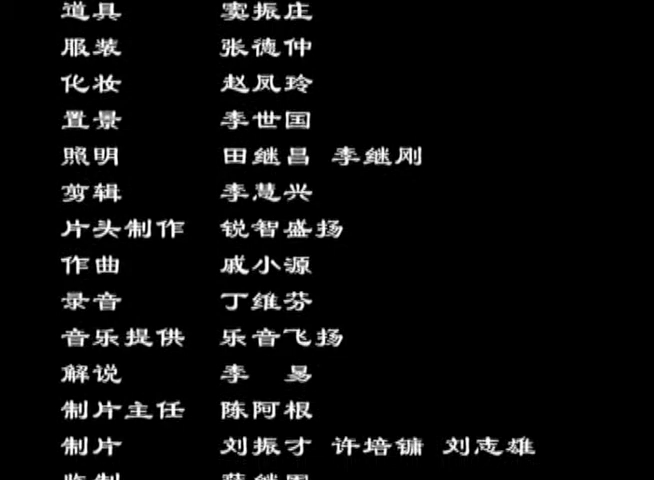 道具 窦振庄
服装 张德仲
化妆 赵凤玲
置景 李世国
照明 田继昌 李继刚
剪辑 李慧兴
片头制作 锐智盛扬
作曲 戚小源
录音 丁维芬
音乐提供 乐音飞扬
解说 李 易
制片主任 陈阿根
制片 刘振才 许培镛 刘志雄
监制